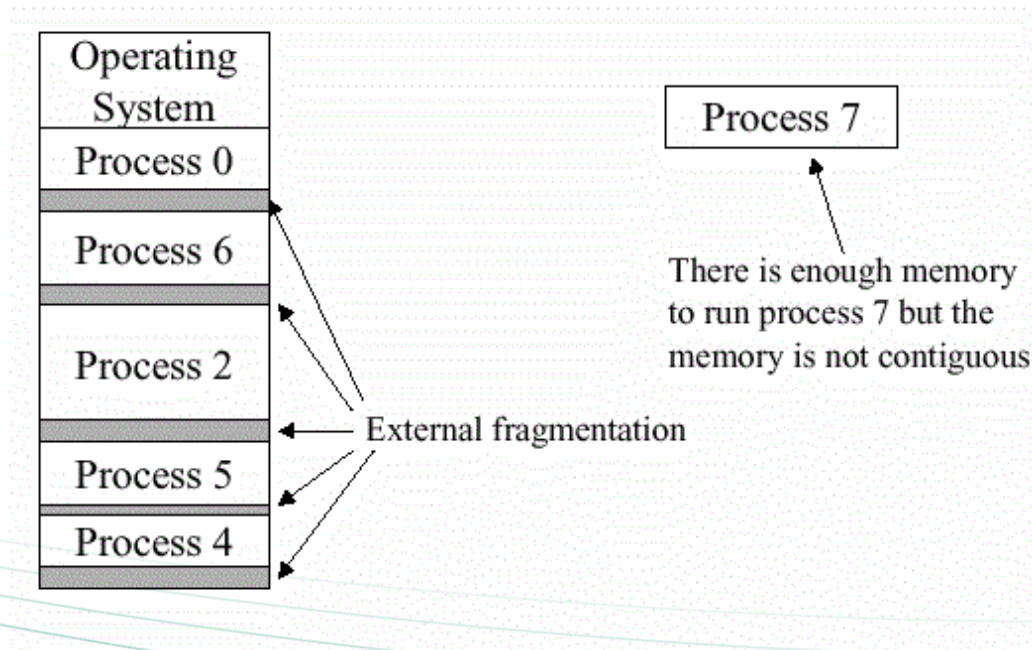 Operating
System
Process 0
Process 6
Process 2
Process 5
Process 4
External fragmentation
Process 7
There is enough memory
to run process 7 but the
memory is not contiguous